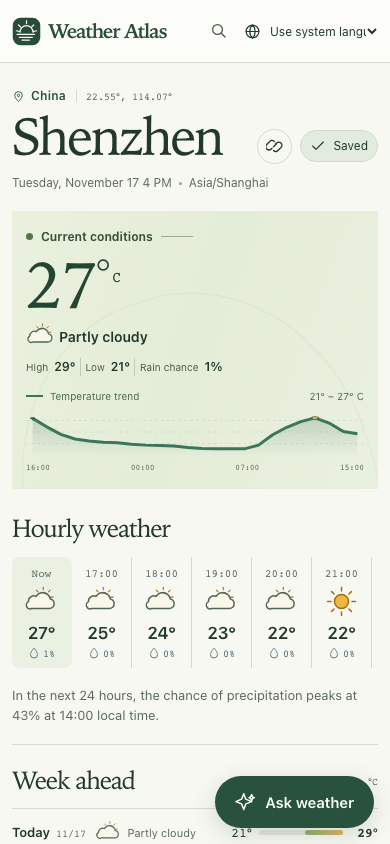 Weather Atlas
Use system langu
China 22.55°, 114.07°
Shenzhen
Saved
Tuesday, November 17 4 PM • Asia/Shanghai
Current conditions
27°C
Partly cloudy
High 29° Low 21° Rain chance 1%
Temperature trend 21° – 27° C
16:00 00:00 07:00 15:00
Hourly weather
Now 17:00 18:00 19:00 20:00 21:00
27° 25° 24° 23° 22° 22°
1% 0% 0% 0% 0% 0%
In the next 24 hours, the chance of precipitation peaks at
43% at 14:00 local time.
Week ahead
°C
Ask weather
Today 11/17 Partly cloudy 21° 29°